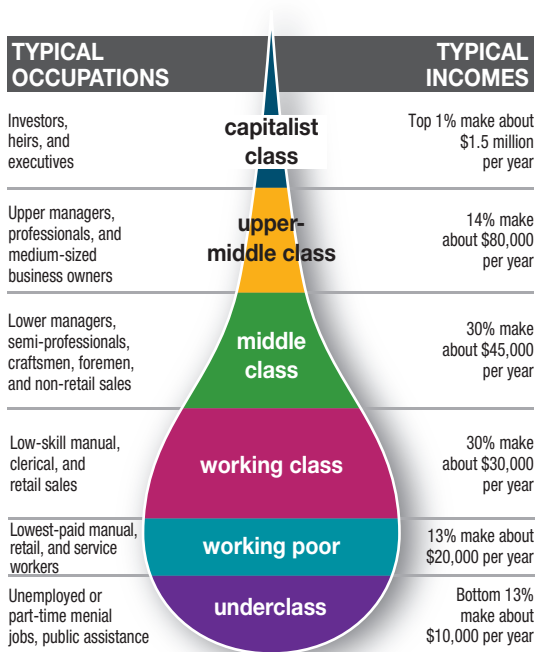 TYPICAL
OCCUPATIONS
TYPICAL
INCOMES
Investors,
heirs, and
executives
capitalist
class
Top 1% make about
$1.5 million
per year
Upper managers,
professionals, and
medium-sized
business owners
upper-
middle class
14% make
about $80,000
per year
Lower managers,
semi-professionals,
craftsmen, foremen,
and non-retail sales
middle
class
30% make
about $45,000
per year
Low-skill manual,
clerical, and
retail sales
working class
30% make
about $30,000
per year
Lowest-paid manual,
retail, and service
workers
working poor
13% make about
$20,000 per year
Unemployed or
part-time menial
jobs, public assistance
underclass
Bottom 13%
make about
$10,000 per year